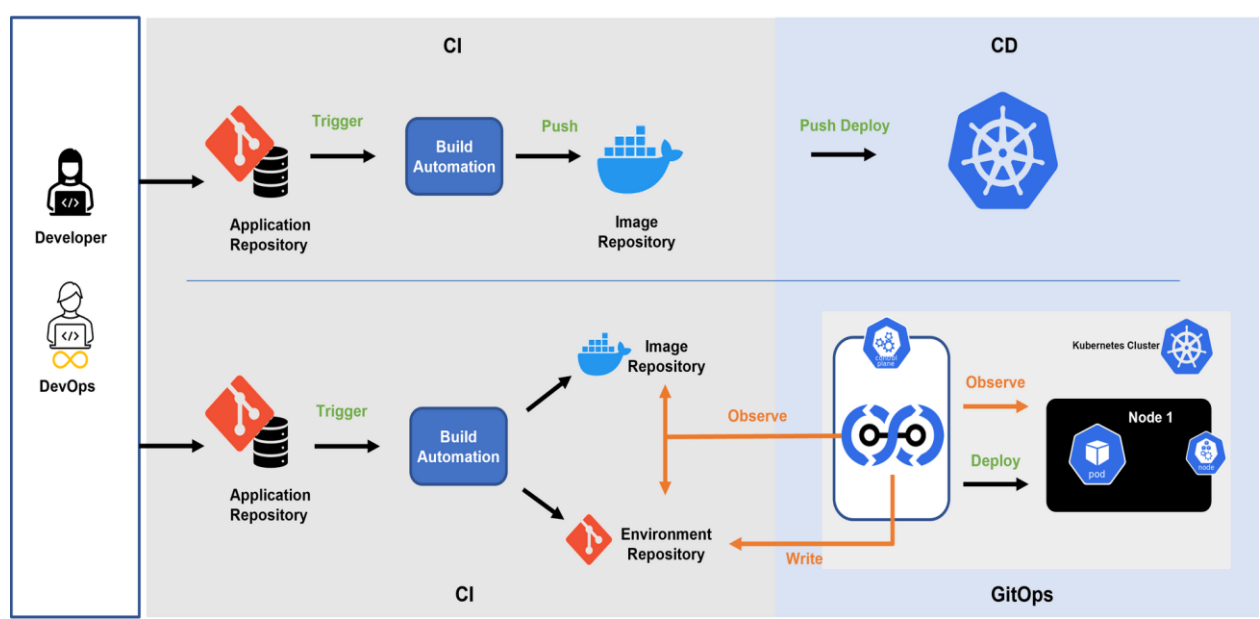 CI
CD
Trigger
Push
Push Deploy
Build
Automation
</>
Developer
Application
Repository
Image
Repository
</>
DevOps
Image
Repository
control
plane
Kubernetes Cluster
Trigger
Observe
Observe
Build
Automation
Node 1
Deploy
pod
node
Application
Repository
Environment
Repository
Write
CI
GitOps